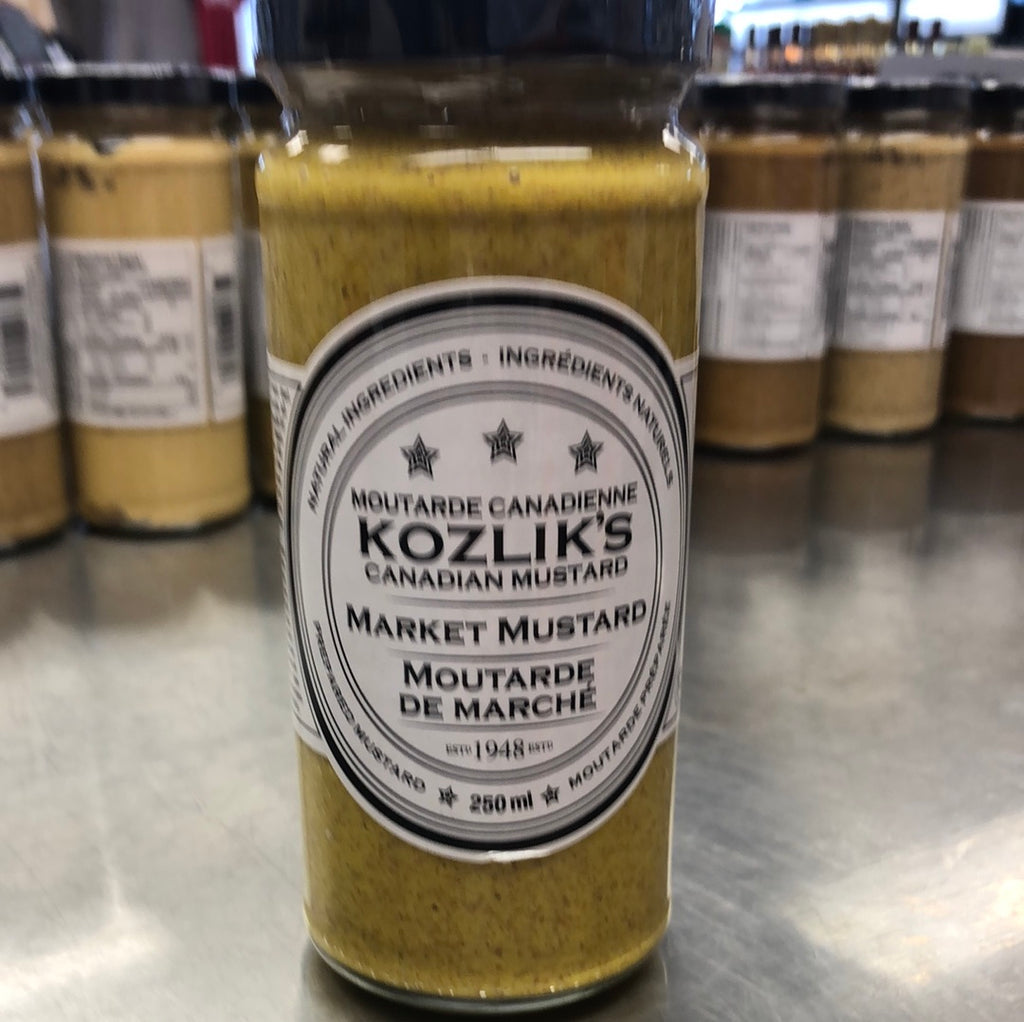 NATURAL INGREDIENTS · INGRÉDIENTS NATURELS
MOUTARDE CANADIENNE
KOZLIK'S
CANADIAN MUSTARD
MARKET MUSTARD
MOUTARDE
DE MARCHÉ
ESTD 1948 ESTD
PREPARED MUSTARD ★ 250 ml ★ MOUTARDE PRÉPARÉE